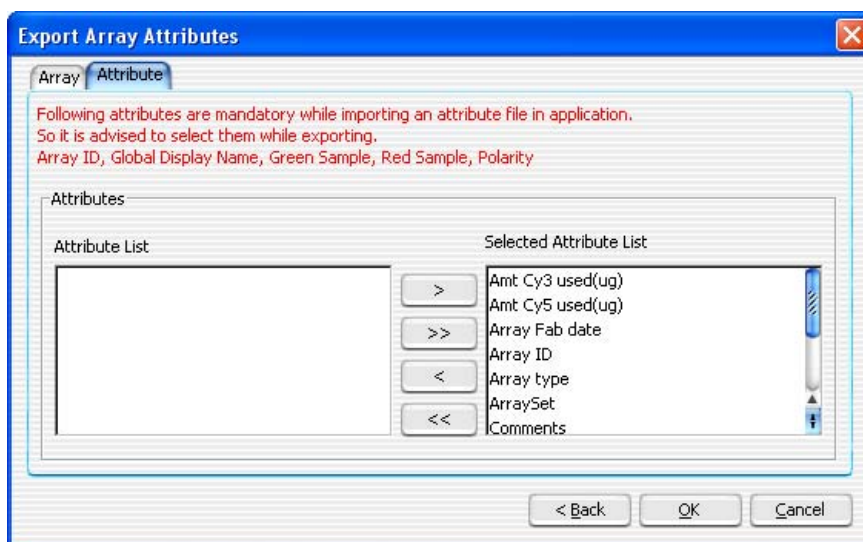 Export Array Attributes
Array
Attribute
Following attributes are mandatory while importing an attribute file in application.
So it is advised to select them while exporting.
Array ID, Global Display Name, Green Sample, Red Sample, Polarity
Attributes
Attribute List
Selected Attribute List
>
>>
<
<<
Amt Cy3 used(ug)
Amt Cy5 used(ug)
Array Fab date
Array ID
Array type
ArraySet
Comments
< Back
OK
Cancel